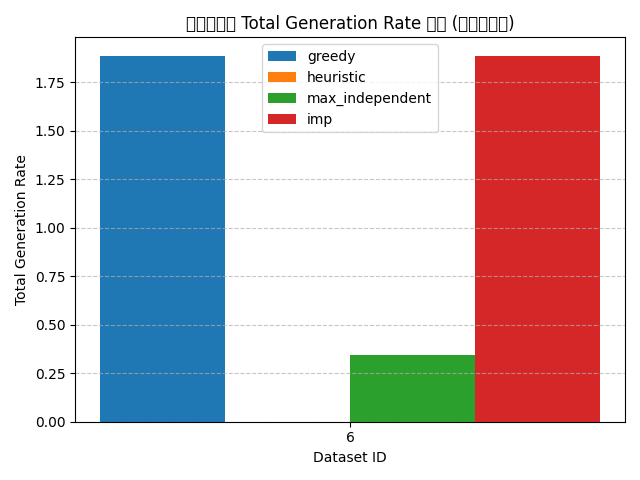 Total Generation Rate ( )
greedy
heuristic
max_independent
imp
Total Generation Rate
1.75
1.50
1.25
1.00
0.75
0.50
0.25
0.00
6
Dataset ID